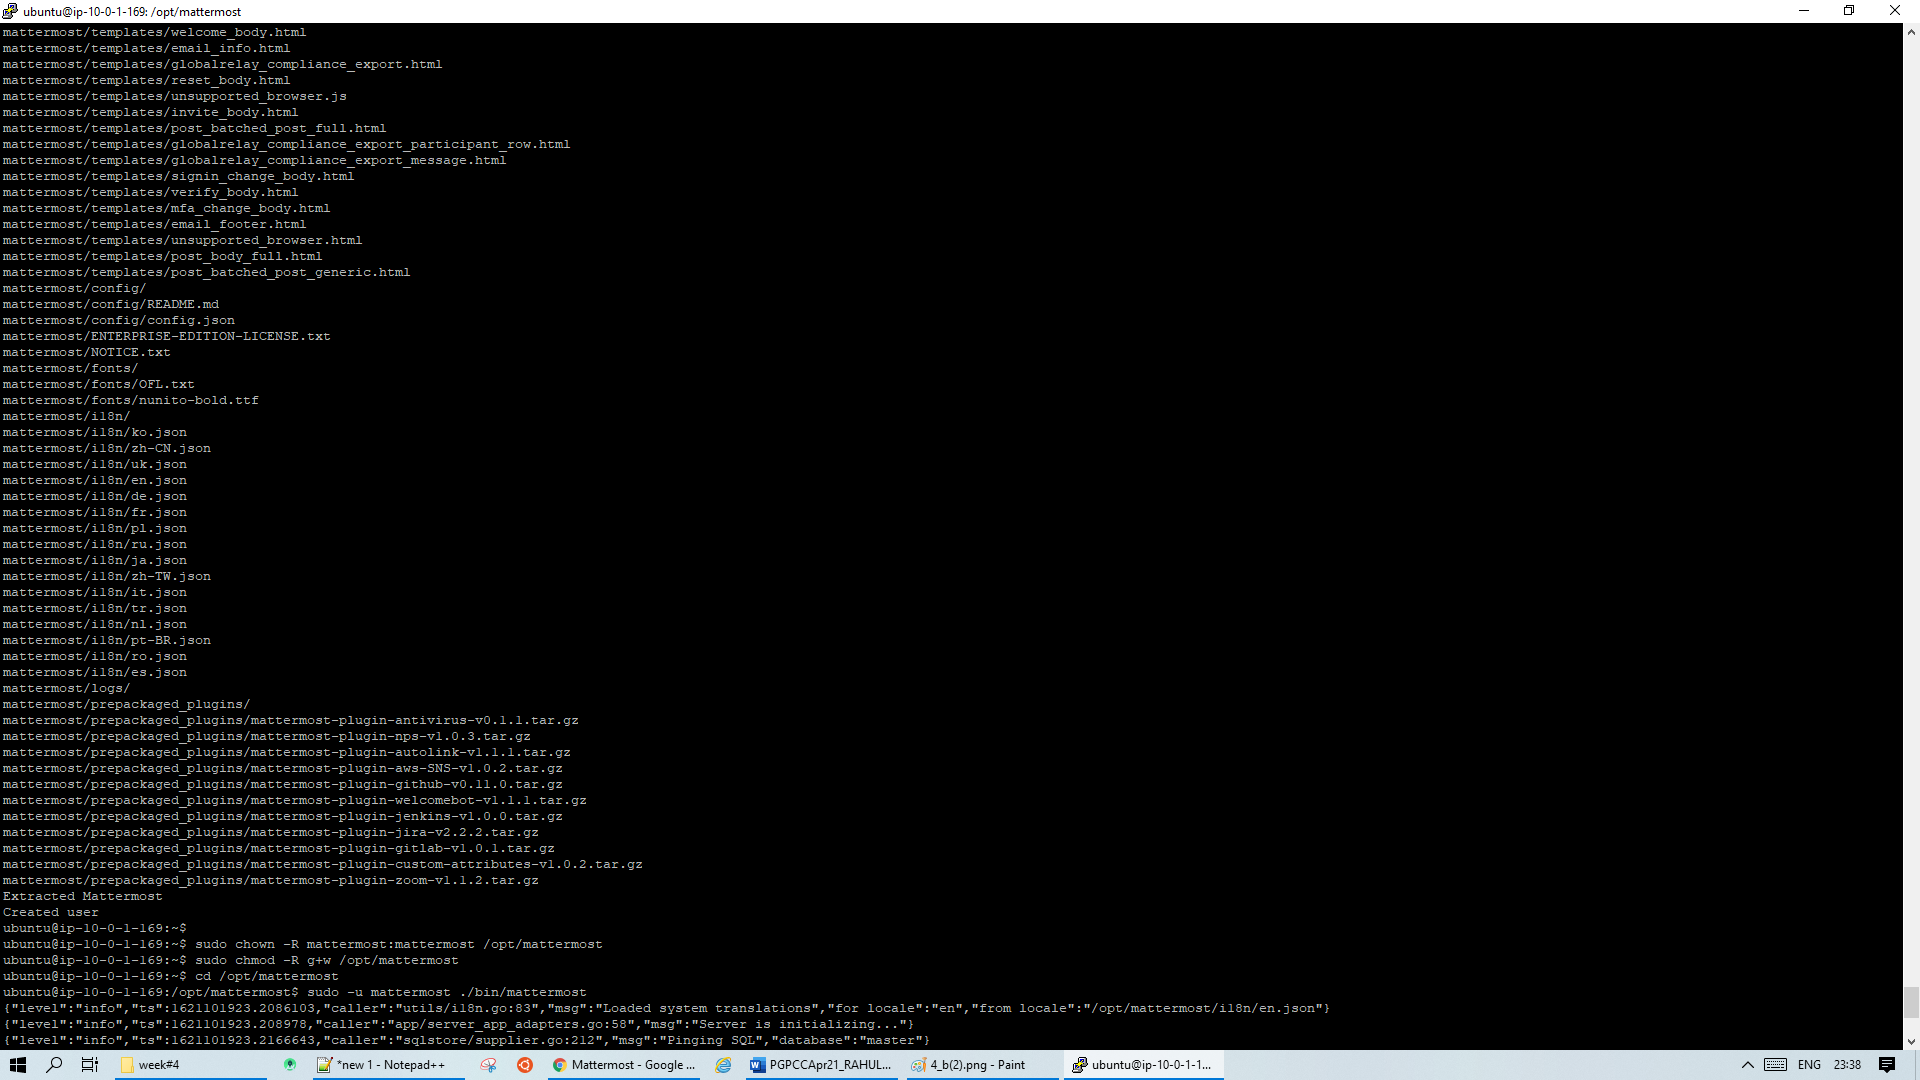 ubuntu@ip-10-0-1-169: /opt/mattermost
mattermost/templates/welcome_body.html
mattermost/templates/email_info.html
mattermost/templates/globalrelay_compliance_export.html
mattermost/templates/reset_body.html
mattermost/templates/unsupported_browser.js
mattermost/templates/invite_body.html
mattermost/templates/post_batched_post_full.html
mattermost/templates/globalrelay_compliance_export_participant_row.html
mattermost/templates/globalrelay_compliance_export_message.html
mattermost/templates/signin_change_body.html
mattermost/templates/verify_body.html
mattermost/templates/mfa_change_body.html
mattermost/templates/email_footer.html
mattermost/templates/unsupported_browser.html
mattermost/templates/post_body_full.html
mattermost/templates/post_batched_post_generic.html
mattermost/config/
mattermost/config/README.md
mattermost/config/config.json
mattermost/ENTERPRISE-EDITION-LICENSE.txt
mattermost/NOTICE.txt
mattermost/fonts/
mattermost/fonts/OFL.txt
mattermost/fonts/nunito-bold.ttf
mattermost/i18n/
mattermost/i18n/ko.json
mattermost/i18n/zh-CN.json
mattermost/i18n/uk.json
mattermost/i18n/en.json
mattermost/i18n/de.json
mattermost/i18n/fr.json
mattermost/i18n/pl.json
mattermost/i18n/ru.json
mattermost/i18n/ja.json
mattermost/i18n/zh-TW.json
mattermost/i18n/it.json
mattermost/i18n/tr.json
mattermost/i18n/nl.json
mattermost/i18n/pt-BR.json
mattermost/i18n/ro.json
mattermost/i18n/es.json
mattermost/logs/
mattermost/prepackaged_plugins/
mattermost/prepackaged_plugins/mattermost-plugin-antivirus-v0.1.1.tar.gz
mattermost/prepackaged_plugins/mattermost-plugin-nps-v1.0.3.tar.gz
mattermost/prepackaged_plugins/mattermost-plugin-autolink-v1.1.1.tar.gz
mattermost/prepackaged_plugins/mattermost-plugin-aws-SNS-v1.0.2.tar.gz
mattermost/prepackaged_plugins/mattermost-plugin-github-v0.11.0.tar.gz
mattermost/prepackaged_plugins/mattermost-plugin-welcomebot-v1.1.1.tar.gz
mattermost/prepackaged_plugins/mattermost-plugin-jenkins-v1.0.0.tar.gz
mattermost/prepackaged_plugins/mattermost-plugin-jira-v2.2.2.tar.gz
mattermost/prepackaged_plugins/mattermost-plugin-gitlab-v1.0.1.tar.gz
mattermost/prepackaged_plugins/mattermost-plugin-custom-attributes-v1.0.2.tar.gz
mattermost/prepackaged_plugins/mattermost-plugin-zoom-v1.1.2.tar.gz
Extracted Mattermost
Created user
ubuntu@ip-10-0-1-169:~$
ubuntu@ip-10-0-1-169:~$ sudo chown -R mattermost:mattermost /opt/mattermost
ubuntu@ip-10-0-1-169:~$ sudo chmod -R g+w /opt/mattermost
ubuntu@ip-10-0-1-169:~$ cd /opt/mattermost
ubuntu@ip-10-0-1-169:/opt/mattermost$ sudo -u mattermost ./bin/mattermost
{"level":"info","ts":1621101923.2086103,"caller":"utils/i18n.go:83","msg":"Loaded system translations","for locale":"en","from locale":"/opt/mattermost/i18n/en.json"}
{"level":"info","ts":1621101923.208978,"caller":"app/server_app_adapters.go:58","msg":"Server is initializing..."}
{"level":"info","ts":1621101923.2166643,"caller":"sqlstore/supplier.go:212","msg":"Pinging SQL","database":"master"}
week#4
*new 1 - Notepad++
Mattermost - Google ...
PGPCCApr21_RAHUL...
4_b(2).png - Paint
ubuntu@ip-10-0-1-1...
ENG
23:38